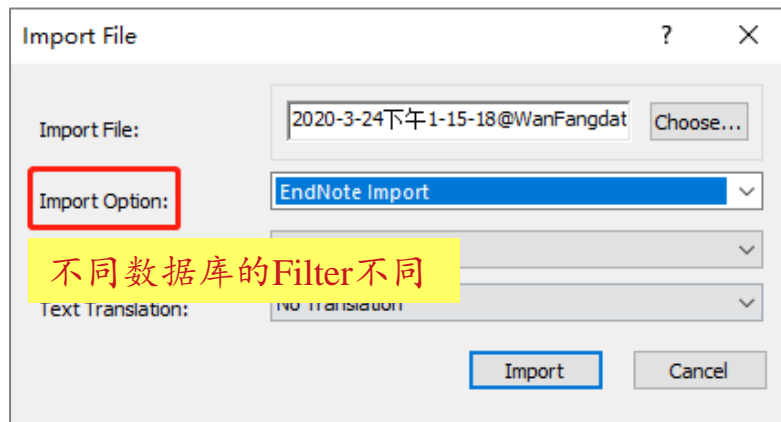 Import File
? ×
Import File:
2020-3-24下午1-15-18@WanFangdat
Choose...
Import Option:
EndNote Import
不同数据库的Filter不同
Text Translation:
No Translation
Import
Cancel